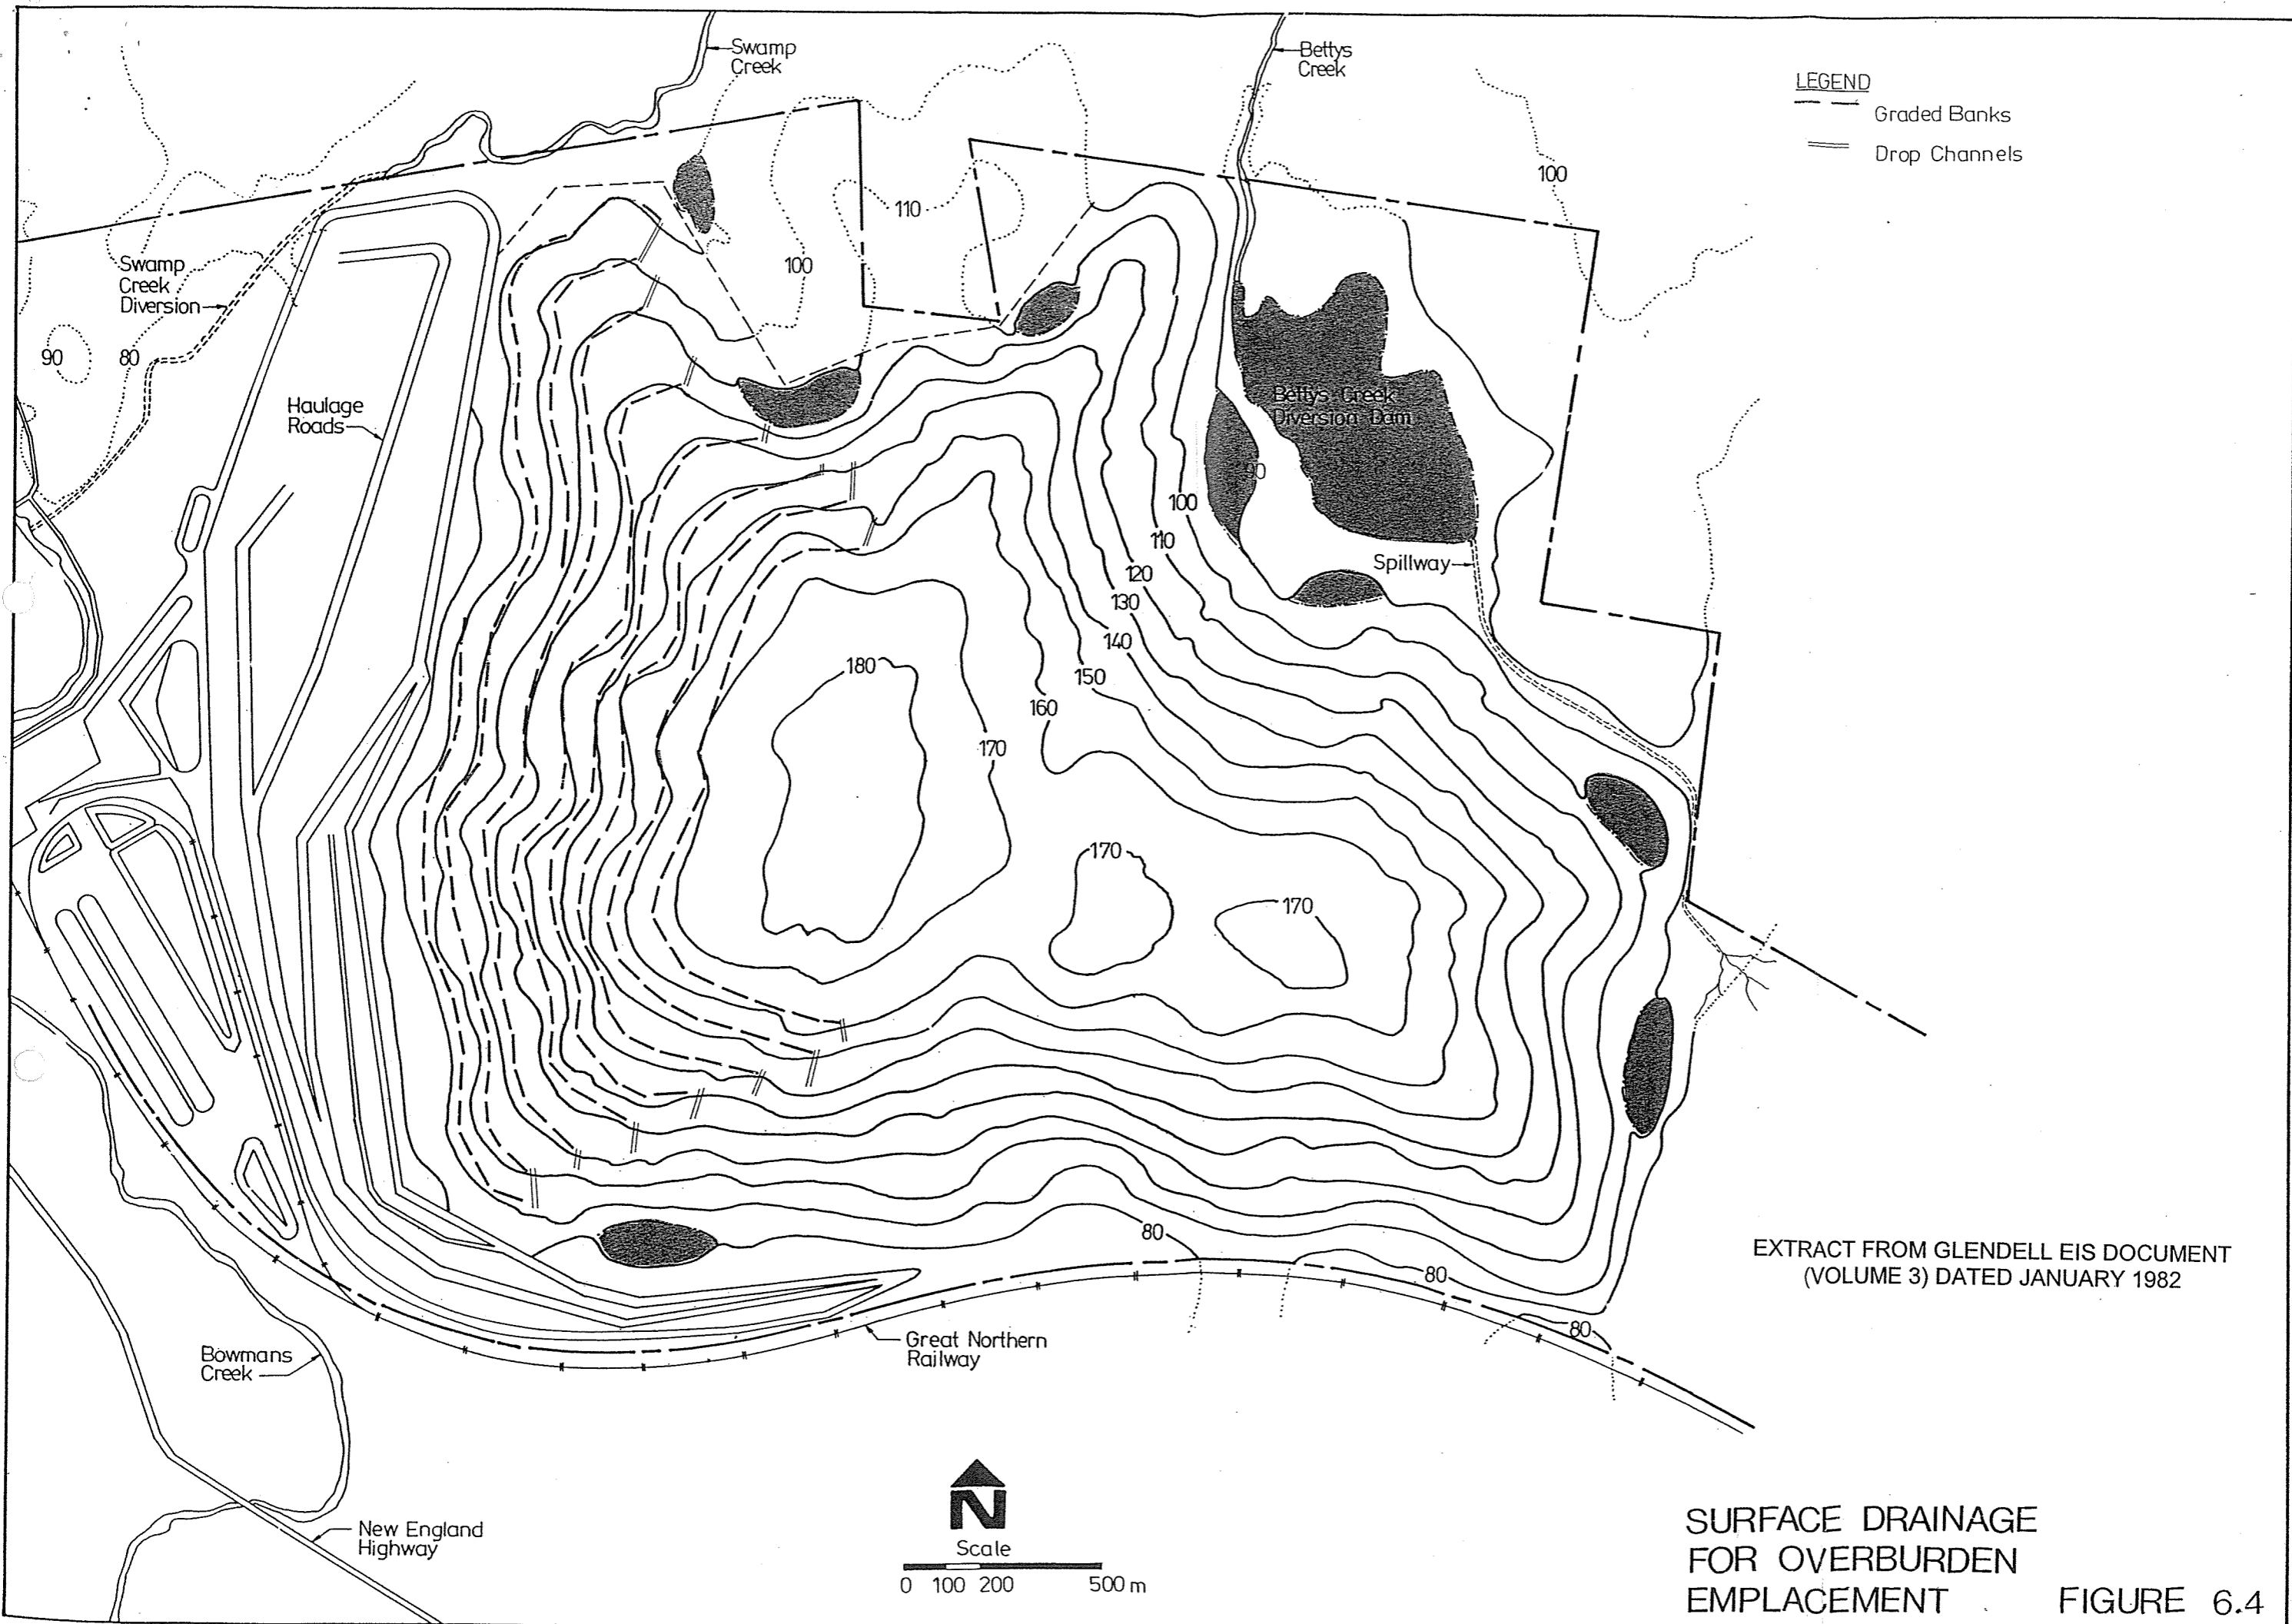 Swamp
Creek
Bettys
Creek
LEGEND
Graded Banks
Drop Channels
100
110
100
Swamp
Creek
Diversion
90
80
Haulage
Roads
Bettys Creek
Diversion Dam
90
100
110
Spillway
120
130
140
180
150
160
170
170
170
80
EXTRACT FROM GLENDELL EIS DOCUMENT
(VOLUME 3) DATED JANUARY 1982
80
80
Great Northern
Railway
Bowmans
Creek
N
New England
Highway
Scale
0 100 200 500 m
SURFACE DRAINAGE
FOR OVERBURDEN
EMPLACEMENT FIGURE 6.4